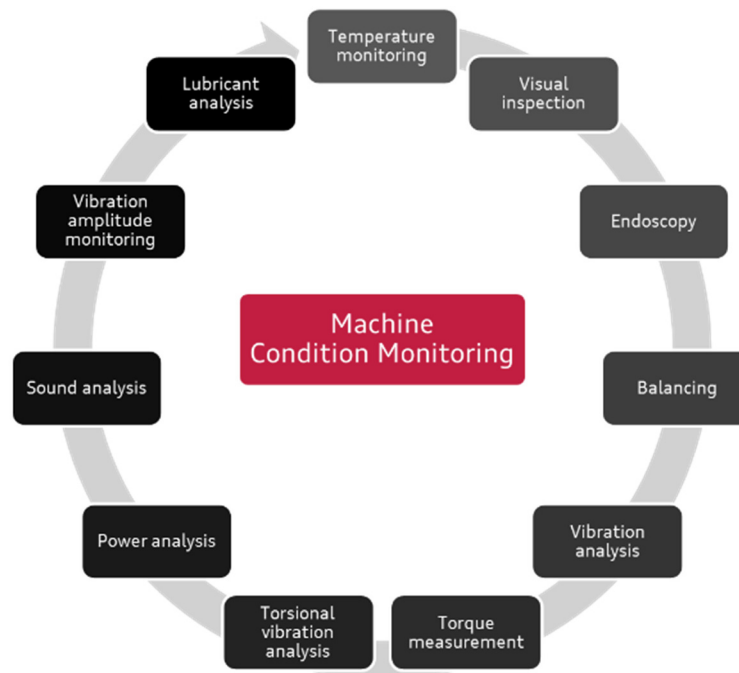 Temperature
monitoring
Visual
inspection
Endoscopy
Balancing
Vibration
analysis
Torque
measurement
Torsional
vibration
analysis
Power analysis
Sound analysis
Vibration
amplitude
monitoring
Lubricant
analysis
Machine
Condition Monitoring